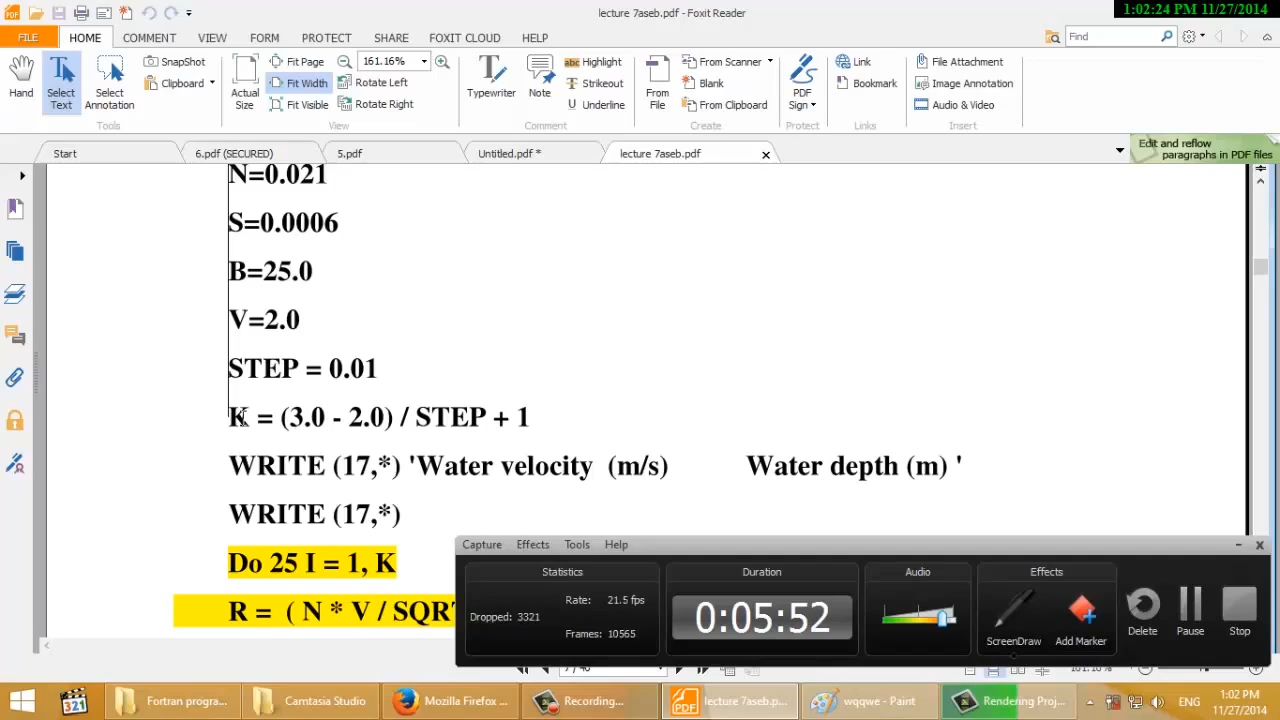 lecture 7aseb.pdf - Foxit Reader
1:02:24 PM 11/27/2014
FILE HOME COMMENT VIEW FORM PROTECT SHARE FOXIT CLOUD HELP
Find
Hand
Select Text
Select Annotation
SnapShot
Clipboard
Tools
Actual Size
Fit Page
Fit Width
Fit Visible
161.16%
Rotate Left
Rotate Right
View
Typewriter
Note
Highlight
Strikeout
Underline
Comment
From File
From Scanner
Blank
From Clipboard
Create
PDF Sign
Protect
Link
Bookmark
Links
File Attachment
Image Annotation
Audio & Video
Insert
Start
6.pdf (SECURED)
5.pdf
Untitled.pdf *
lecture 7aseb.pdf
Edit and reflow
paragraphs in PDF files
N=0.021
S=0.0006
B=25.0
V=2.0
STEP = 0.01
K = (3.0 - 2.0) / STEP + 1
WRITE (17,*) 'Water velocity (m/s) Water depth (m) '
WRITE (17,*)
Do 25 I = 1, K
R = ( N * V / SQRT
Capture Effects Tools Help
Statistics
Duration
Audio
Effects
Dropped: 3321
Rate: 21.5 fps
Frames: 10565
0:05:52
ScreenDraw
Add Marker
Delete
Pause
Stop
321
Fortran progra...
Camtasia Studio
Mozilla Firefox
Recording...
lecture 7aseb.p...
wqqwe - Paint
Rendering Proj...
ENG
1:02 PM
11/27/2014